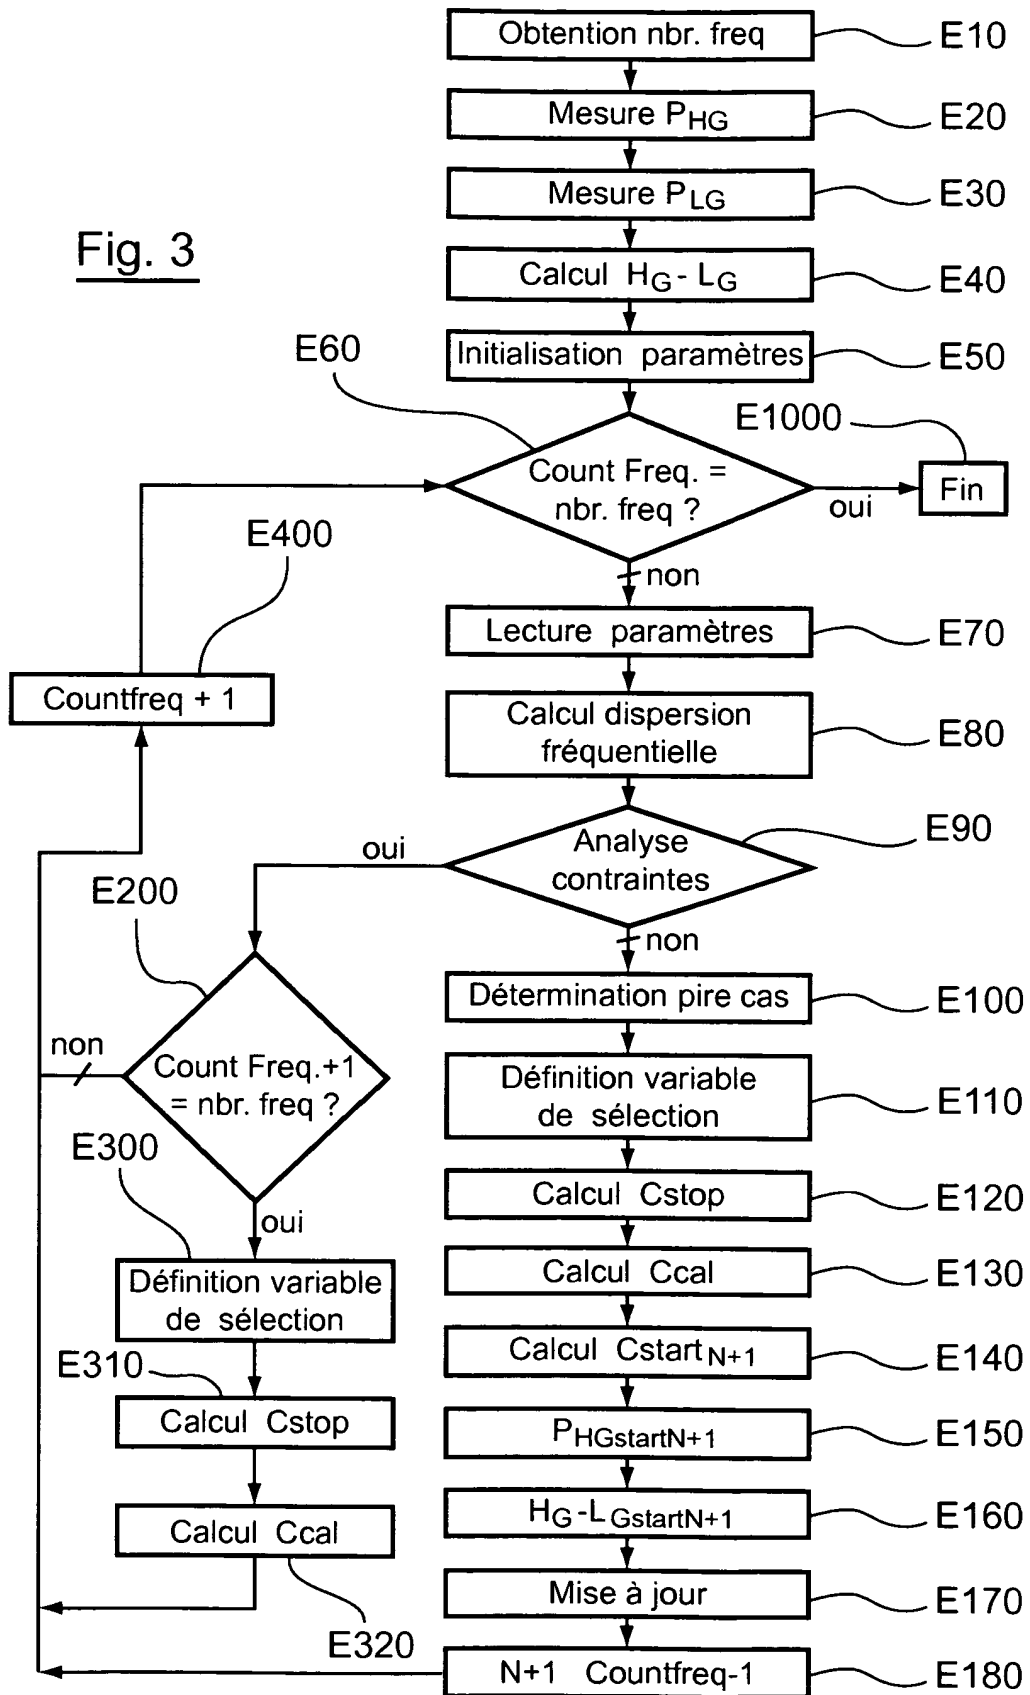 Fig. 3
Obtention nbr. freq
E10
Mesure PHG
E20
Mesure PLG
E30
Calcul HG - LG
E40
Initialisation paramètres
E50
E60
Count Freq. =
nbr. freq ?
oui
E1000
Fin
non
E400
Countfreq + 1
Lecture paramètres
E70
Calcul dispersion
fréquentielle
E80
Analyse
contraintes
E90
oui
non
E200
Count Freq.+1
= nbr. freq ?
non
oui
E300
Définition variable
de sélection
E310
Calcul Cstop
Calcul Ccal
E320
Détermination pire cas
E100
Définition variable
de sélection
E110
Calcul Cstop
E120
Calcul Ccal
E130
Calcul CstartN+1
E140
PHGstartN+1
E150
HG-LGstartN+1
E160
Mise à jour
E170
N+1 Countfreq-1
E180